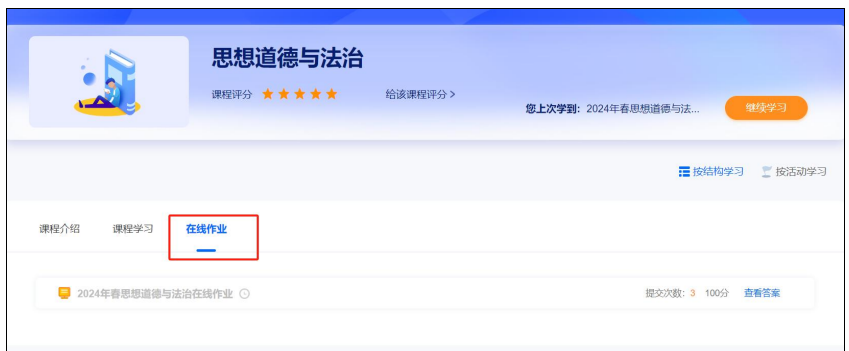 思想道德与法治
课程评分 给该课程评分 >
您上次学到：2024年春思想道德与法... 继续学习
按结构学习 按活动学习
课程介绍 课程学习 在线作业
2024年春思想道德与法治在线作业 提交次数：3 100分 查看答案